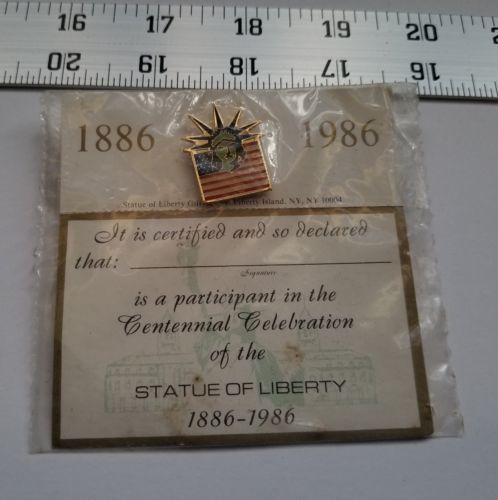 16 17 18 19 20
20 19 18 17 16
1886 1986
Statue of Liberty Liberty Island, NY, NY 10004
It is certified and so declared
that:
Signature
is a participant in the
Centennial Celebration
of the
STATUE OF LIBERTY
1886-1986